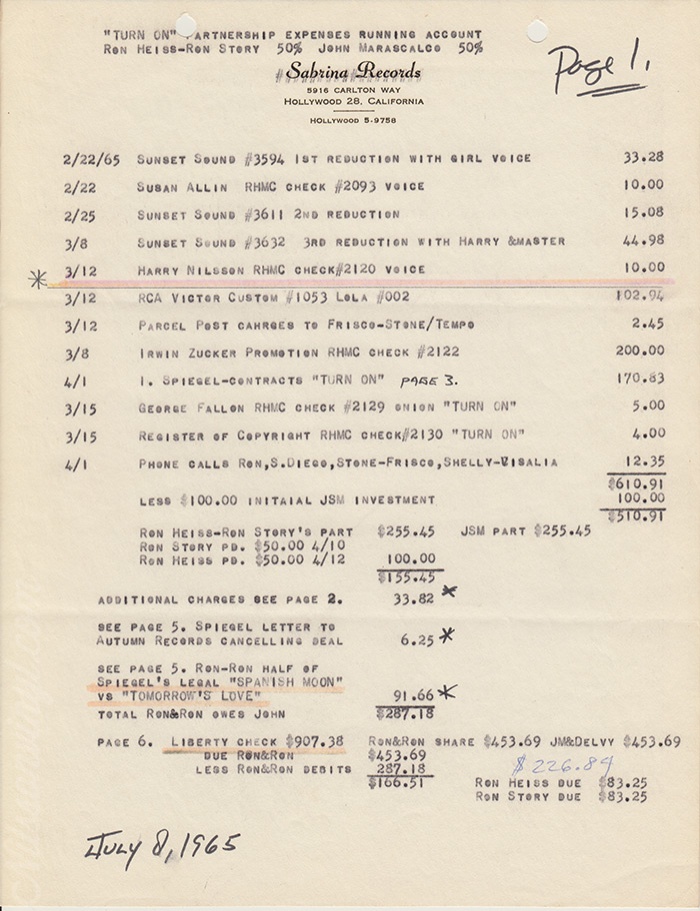 "TURN ON" PARTNERSHIP EXPENSES RUNNING ACCOUNT
RON HEISS-RON STORY 50% JOHN MARASCALCO 50%
Page 1.
Sabrina Records
5916 CARLTON WAY
HOLLYWOOD 28, CALIFORNIA
HOLLYWOOD 5-9758
2/22/65 SUNSET SOUND #3594 1ST REDUCTION WITH GIRL VOICE 33.28
2/22 SUSAN ALLIN RHMC CHECK #2093 VOICE 10.00
2/25 SUNSET SOUND #3611 2ND REDUCTION 15.08
3/8 SUNSET SOUND #3632 3RD REDUCTION WITH HARRY &MASTER 44.98
* 3/12 HARRY NILSSON RHMC CHECK#2120 VOICE 10.00
3/12 RCA VICTOR CUSTOM #1053 LOLA #002 102.94
3/12 PARCEL POST CAHRGES TO FRISCO-STONE/TEMPO 2.45
3/8 IRWIN ZUCKER PROMOTION RHMC CHECK #2122 200.00
4/1 I. SPIEGEL-CONTRACTS "TURN ON" PAGE 3. 170.83
3/15 GEORGE FALLON RHMC CHECK #2129 ONION "TURN ON" 5.00
3/15 REGISTER OF COPYRIGHT RHMC CHECK#2130 "TURN ON" 4.00
4/1 PHONE CALLS RON,S.DIEGO,STONE-FRISCO,SHELLY-VISALIA 12.35
$610.91
LESS $100.00 INITAIAL JSM INVESTMENT 100.00
$510.91
RON HEISS-RON STORY'S PART $255.45 JSM PART $255.45
RON STORY PD. $50.00 4/10
RON HEISS PD. $50.00 4/12 100.00
$155.45
ADDITIONAL CHARGES SEE PAGE 2. 33.82 *
SEE PAGE 5. SPIEGEL LETTER TO
AUTUMN RECORDS CANCELLING DEAL 6.25 *
SEE PAGE 5. RON-RON HALF OF
SPIEGEL'S LEGAL "SPANISH MOON"
VS "TOMORROW'S LOVE" 91.66 *
TOTAL RON&RON OWES JOHN $287.18
PAGE 6. LIBERTY CHECK $907.38 RON&RON SHARE $453.69 JM&DELVY $453.69
DUE RON&RON $453.69 $226.84
LESS RON&RON DEBITS 287.18
$166.51 RON HEISS DUE $83.25
RON STORY DUE $83.25
JULY 8, 1965